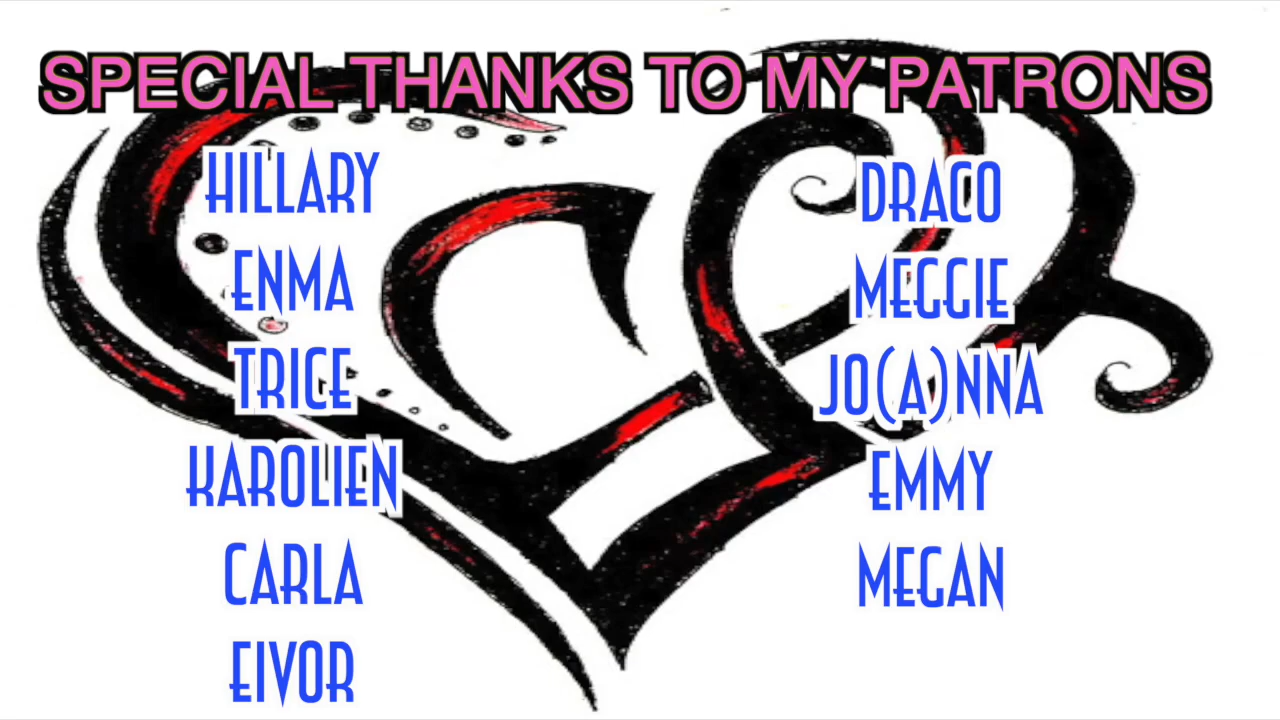 SPECIAL THANKS TO MY PATRONS
HILLARY
ENMA
TRICE
KAROLIEN
CARLA
EIVOR
DRACO
MEGGIE
JO(A)NNA
EMMY
MEGAN